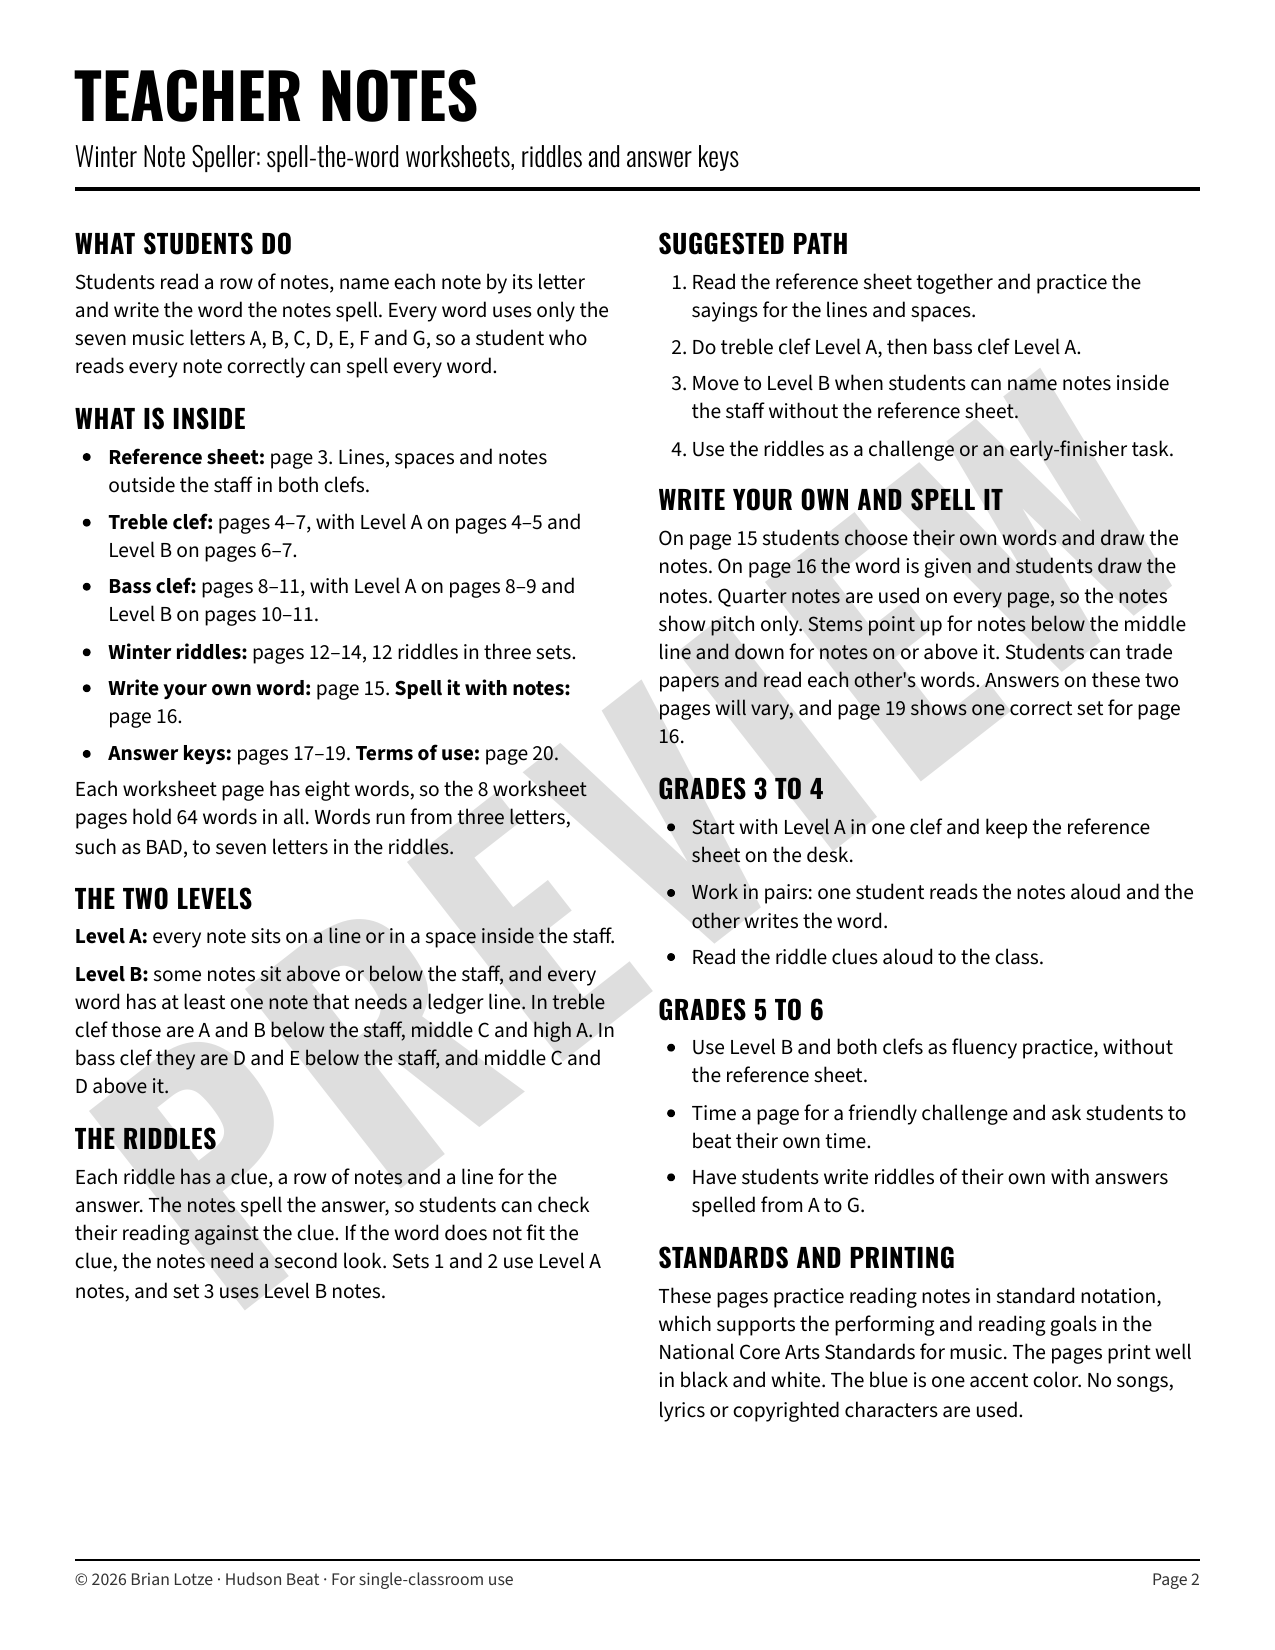 TEACHER NOTES
Winter Note Speller: spell-the-word worksheets, riddles and answer keys
WHAT STUDENTS DO
Students read a row of notes, name each note by its letter
and write the word the notes spell. Every word uses only the
seven music letters A, B, C, D, E, F and G, so a student who
reads every note correctly can spell every word.
WHAT IS INSIDE
• Reference sheet: page 3. Lines, spaces and notes
outside the staff in both clefs.
• Treble clef: pages 4–7, with Level A on pages 4–5 and
Level B on pages 6–7.
• Bass clef: pages 8–11, with Level A on pages 8–9 and
Level B on pages 10–11.
• Winter riddles: pages 12–14, 12 riddles in three sets.
• Write your own word: page 15. Spell it with notes:
page 16.
• Answer keys: pages 17–19. Terms of use: page 20.
Each worksheet page has eight words, so the 8 worksheet
pages hold 64 words in all. Words run from three letters,
such as BAD, to seven letters in the riddles.
THE TWO LEVELS
Level A: every note sits on a line or in a space inside the staff.
Level B: some notes sit above or below the staff, and every
word has at least one note that needs a ledger line. In treble
clef those are A and B below the staff, middle C and high A. In
bass clef they are D and E below the staff, and middle C and
D above it.
THE RIDDLES
Each riddle has a clue, a row of notes and a line for the
answer. The notes spell the answer, so students can check
their reading against the clue. If the word does not fit the
clue, the notes need a second look. Sets 1 and 2 use Level A
notes, and set 3 uses Level B notes.
SUGGESTED PATH
1. Read the reference sheet together and practice the
sayings for the lines and spaces.
2. Do treble clef Level A, then bass clef Level A.
3. Move to Level B when students can name notes inside
the staff without the reference sheet.
4. Use the riddles as a challenge or an early-finisher task.
WRITE YOUR OWN AND SPELL IT
On page 15 students choose their own words and draw the
notes. On page 16 the word is given and students draw the
notes. Quarter notes are used on every page, so the notes
show pitch only. Stems point up for notes below the middle
line and down for notes on or above it. Students can trade
papers and read each other's words. Answers on these two
pages will vary, and page 19 shows one correct set for page
16.
GRADES 3 TO 4
• Start with Level A in one clef and keep the reference
sheet on the desk.
• Work in pairs: one student reads the notes aloud and the
other writes the word.
• Read the riddle clues aloud to the class.
GRADES 5 TO 6
• Use Level B and both clefs as fluency practice, without
the reference sheet.
• Time a page for a friendly challenge and ask students to
beat their own time.
• Have students write riddles of their own with answers
spelled from A to G.
STANDARDS AND PRINTING
These pages practice reading notes in standard notation,
which supports the performing and reading goals in the
National Core Arts Standards for music. The pages print well
in black and white. The blue is one accent color. No songs,
lyrics or copyrighted characters are used.
PREVIEW
© 2026 Brian Lotze · Hudson Beat · For single-classroom use
Page 2